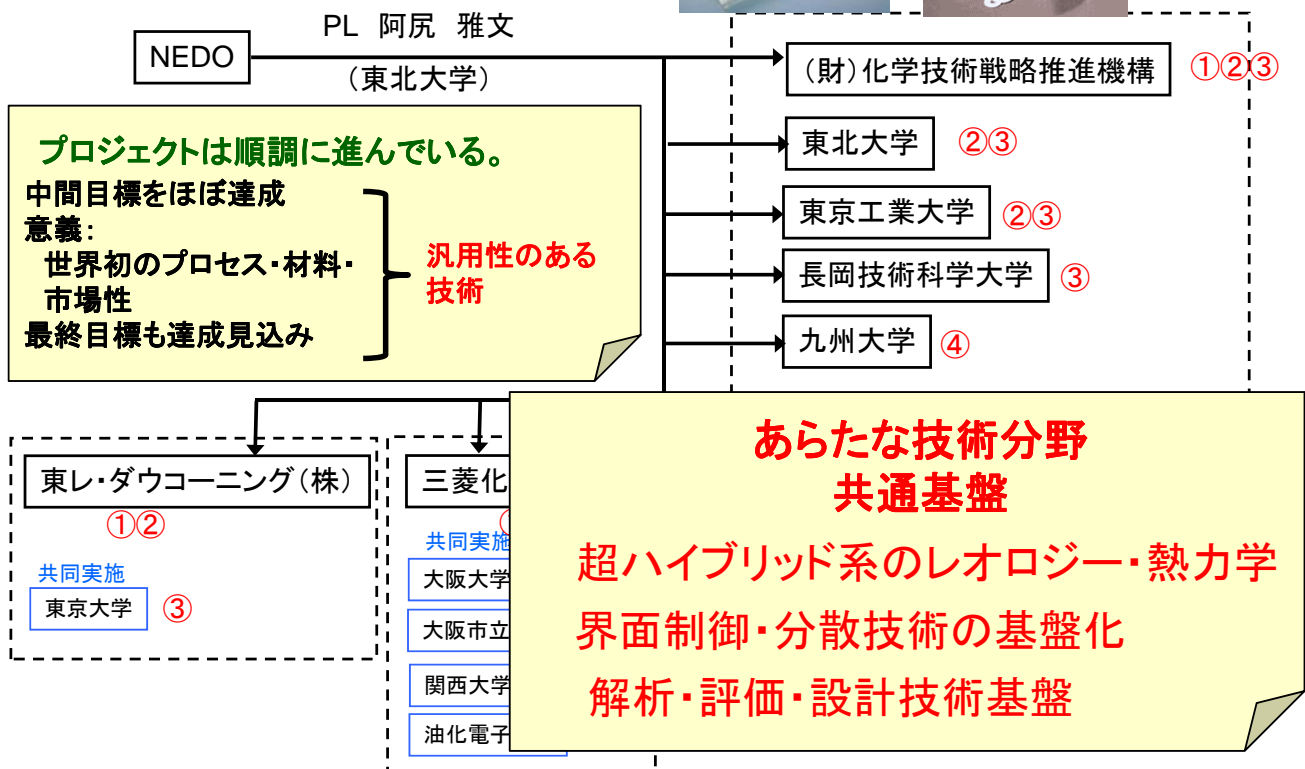 PL 阿尻 雅文
NEDO
(東北大学)
(財)化学技術戦略推進機構 ①②③
東北大学 ②③
東京工業大学 ②③
長岡技術科学大学 ③
九州大学 ④
プロジェクトは順調に進んでいる。
中間目標をほぼ達成
意義:
世界初のプロセス・材料・
市場性
最終目標も達成見込み
汎用性のある
技術
東レ・ダウコーニング(株)
①②
共同実施
東京大学 ③
三菱化
共同実施
大阪大学
大阪市立
関西大学
油化電子
あらたな技術分野
共通基盤
超ハイブリッド系のレオロジー・熱力学
界面制御・分散技術の基盤化
解析・評価・設計技術基盤